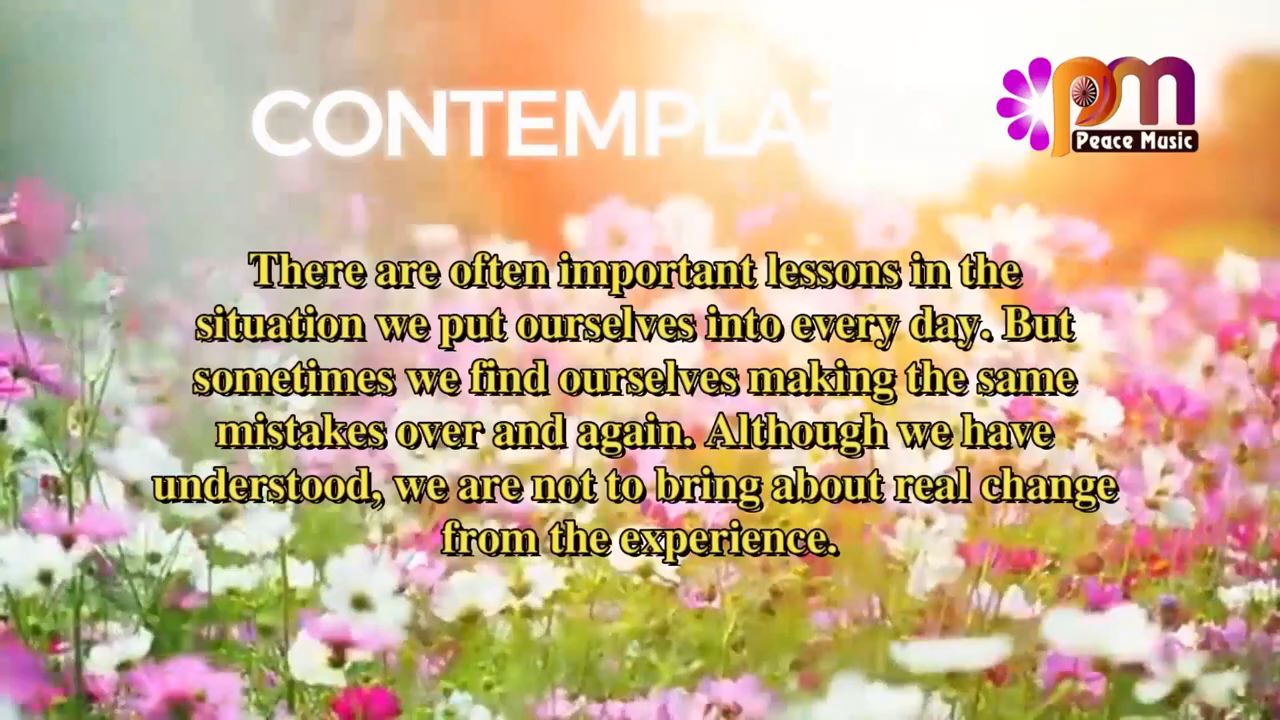 CONTEMPLA
pm
Peace Music
There are often important lessons in the
situation we put ourselves into every day. But
sometimes we find ourselves making the same
mistakes over and again. Although we have
understood, we are not to bring about real change
from the experience.